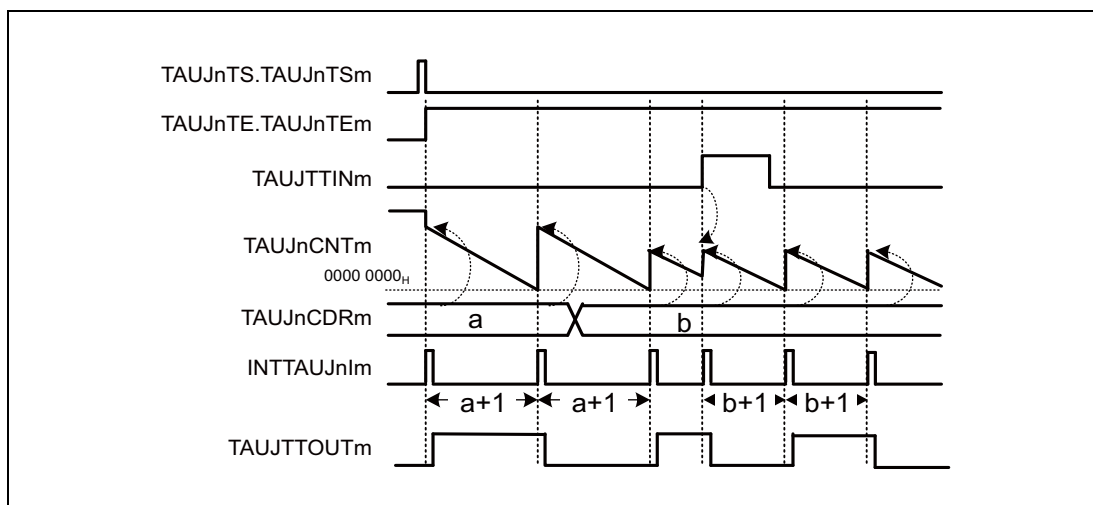 TAUJnTS.TAUJnTSm
TAUJnTE.TAUJnTEm
TAUJTTINm
TAUJnCNTm
0000 0000H
TAUJnCDRm
a
b
INTTAUJnIm
a+1
a+1
b+1
b+1
TAUJTTOUTm